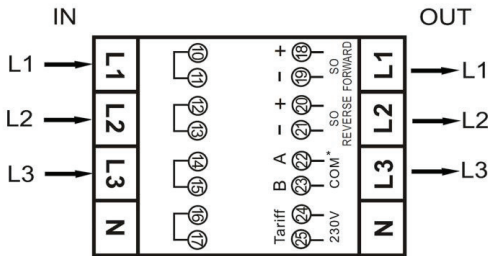 IN
OUT
L1
L2
L3
L1
L2
L3
N
10
11
12
13
14
15
16
17
+ 18
- 19
SO
FORWARD
+ 20
- 21
SO
REVERSE
A 22
B 23
COM*
Tariff
24
25
230V
L1
L2
L3
N
L1
L2
L3